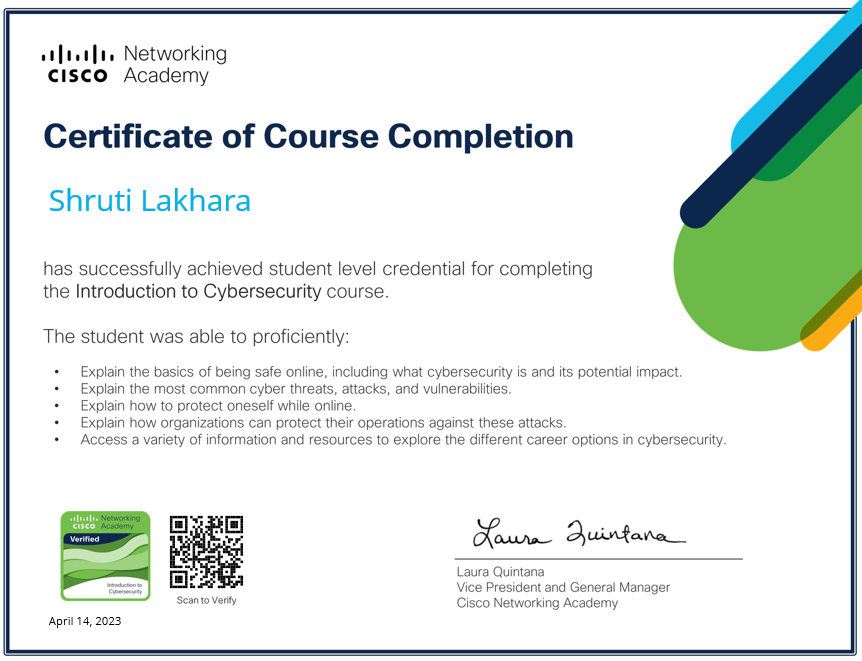 Networking
CISCO Academy
Certificate of Course Completion
Shruti Lakhara
has successfully achieved student level credential for completing
the Introduction to Cybersecurity course.
The student was able to proficiently:
• Explain the basics of being safe online, including what cybersecurity is and its potential impact.
• Explain the most common cyber threats, attacks, and vulnerabilities.
• Explain how to protect oneself while online.
• Explain how organizations can protect their operations against these attacks.
• Access a variety of information and resources to explore the different career options in cybersecurity.
Networking
CISCO Academy
Verified
Introduction to
Cybersecurity
Scan to Verify
April 14, 2023
Laura Quintana
Laura Quintana
Vice President and General Manager
Cisco Networking Academy